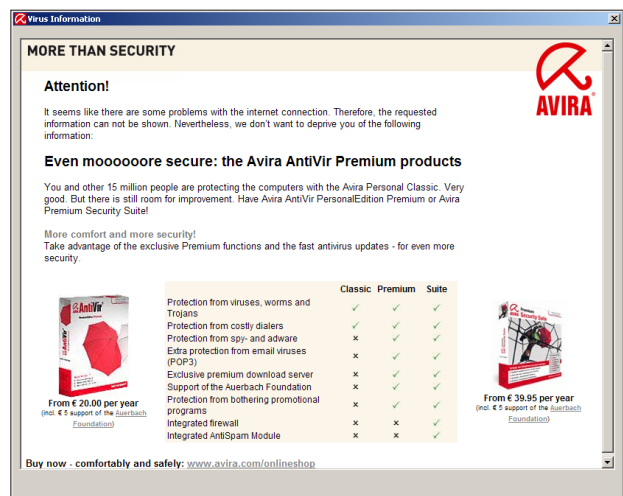 Virus Information
MORE THAN SECURITY
AVIRA
Attention!
It seems like there are some problems with the internet connection. Therefore, the requested
information can not be shown. Nevertheless, we don't want to deprive you of the following
information:
Even moooooore secure: the Avira AntiVir Premium products
You and other 15 million people are protecting the computers with the Avira Personal Classic. Very
good. But there is still room for improvement. Have Avira AntiVir PersonalEdition Premium or Avira
Premium Security Suite!
More comfort and more security!
Take advantage of the exclusive Premium functions and the fast antivirus updates - for even more
security.
Classic Premium Suite
Protection from viruses, worms and
Trojans ✓ ✓ ✓
Protection from costly dialers ✓ ✓ ✓
Protection from spy- and adware × ✓ ✓
Extra protection from email viruses
(POP3) × ✓ ✓
Exclusive premium download server × ✓ ✓
Support of the Auerbach Foundation × ✓ ✓
Protection from bothering promotional
programs × ✓ ✓
Integrated firewall × × ✓
Integrated AntiSpam Module × × ✓
AntiVir
From € 20.00 per year
(incl. € 5 support of the Auerbach
Foundation)
Premium
Security Suite
From € 39.95 per year
(incl. € 5 support of the Auerbach
Foundation)
Buy now - comfortably and safely: www.avira.com/onlineshop